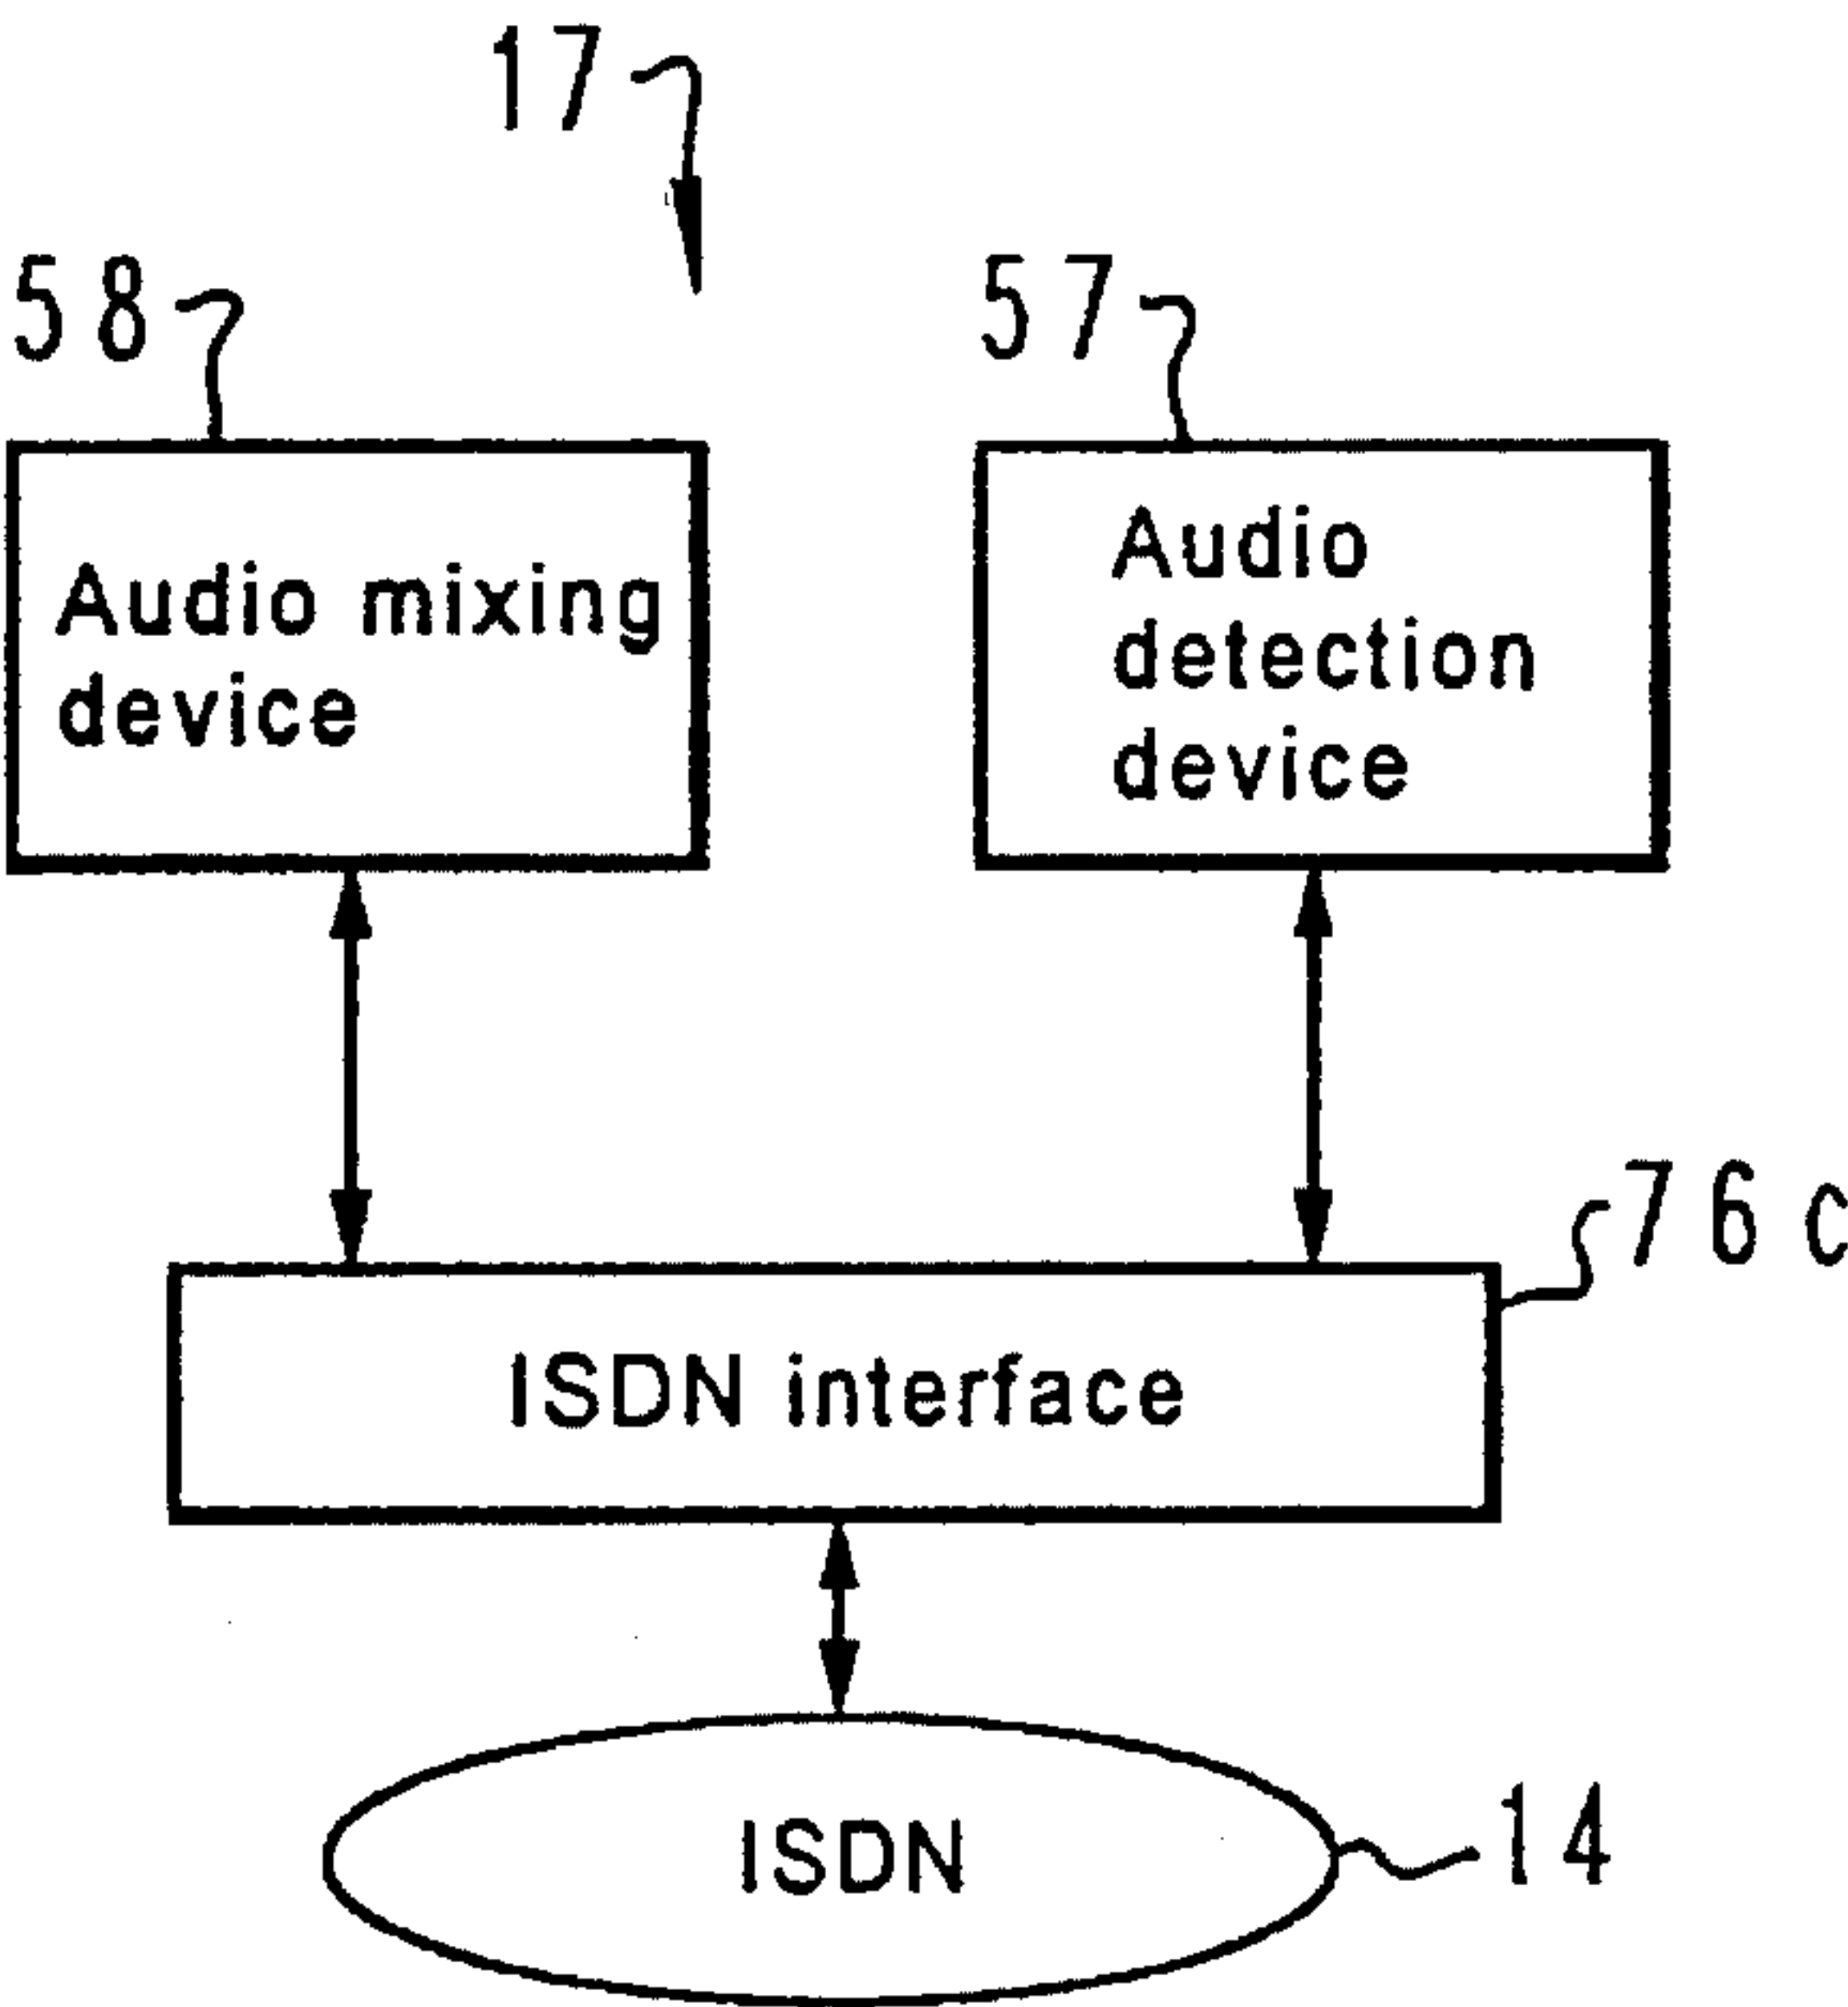 17
58
57
Audio mixing
device
Audio
detection
device
76c
ISDN interface
ISDN
14